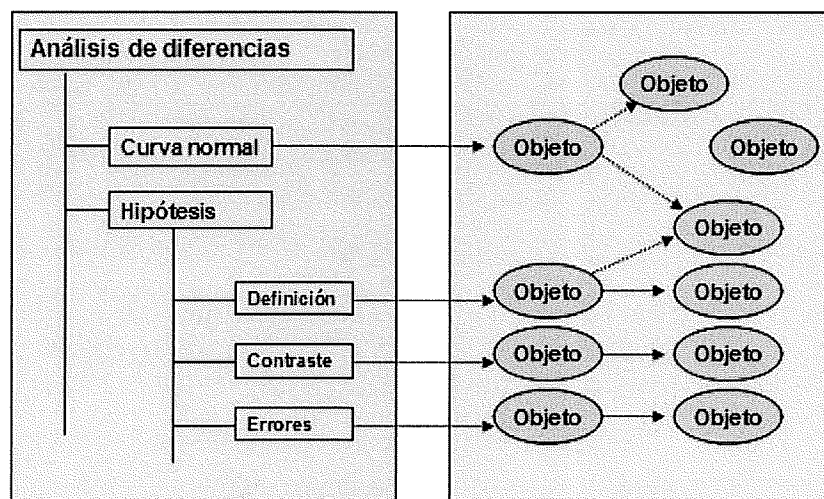 Análisis de diferencias
Curva normal
Hipótesis
Definición
Contraste
Errores
Objeto
Objeto
Objeto
Objeto
Objeto
Objeto
Objeto
Objeto
Objeto
Objeto